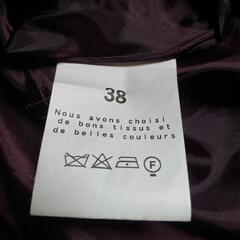 38
Nous avons choisi
de bons tissus et
de belles couleurs
F